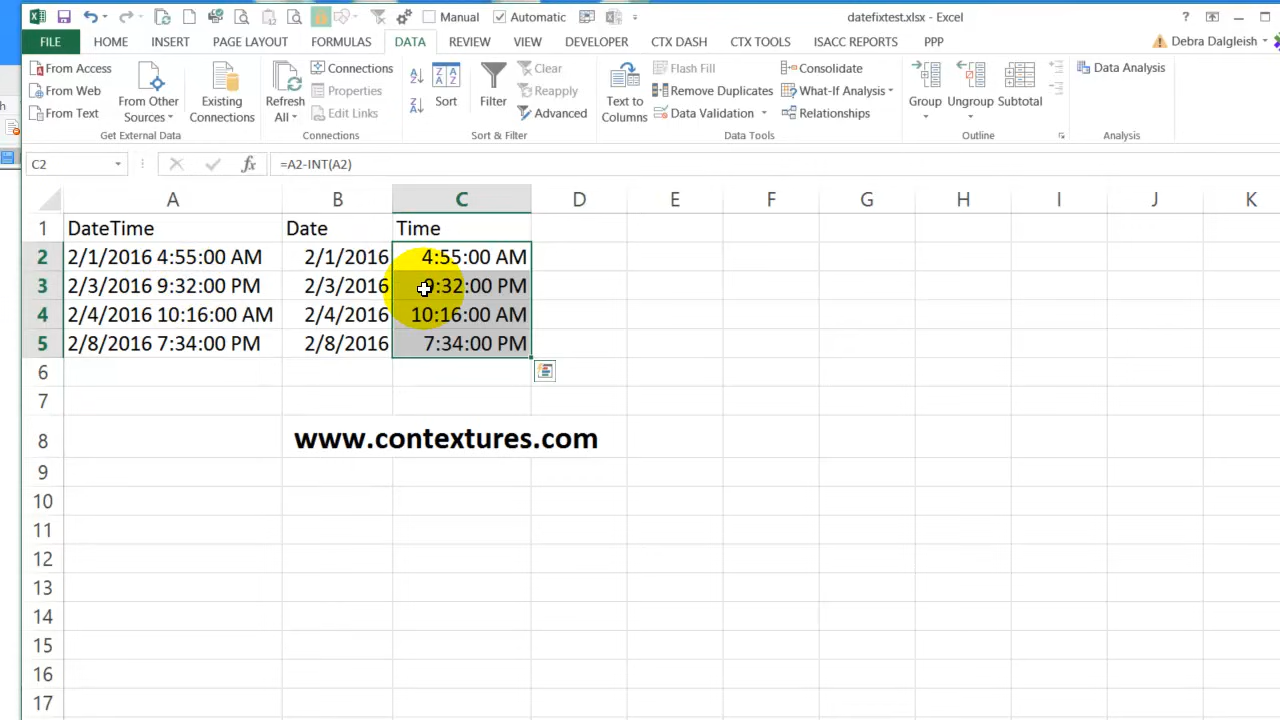 Manual Automatic datefixtest.xlsx - Excel ?
FILE HOME INSERT PAGE LAYOUT FORMULAS DATA REVIEW VIEW DEVELOPER CTX DASH CTX TOOLS ISACC REPORTS PPP Debra Dalgleish
From Access
From Web
From Text
From Other Sources
Existing Connections
Get External Data
Refresh All
Connections
Properties
Edit Links
Connections
Sort
Filter
Clear
Reapply
Advanced
Sort & Filter
Text to Columns
Flash Fill
Remove Duplicates
Data Validation
Consolidate
What-If Analysis
Relationships
Data Tools
Group
Ungroup
Subtotal
Outline
Data Analysis
Analysis
C2 fx =A2-INT(A2)
A B C D E F G H I J K
1 DateTime Date Time
2 2/1/2016 4:55:00 AM 2/1/2016 4:55:00 AM
3 2/3/2016 9:32:00 PM 2/3/2016 9:32:00 PM
4 2/4/2016 10:16:00 AM 2/4/2016 10:16:00 AM
5 2/8/2016 7:34:00 PM 2/8/2016 7:34:00 PM
6
7
8 www.contextures.com
9
10
11
12
13
14
15
16
17